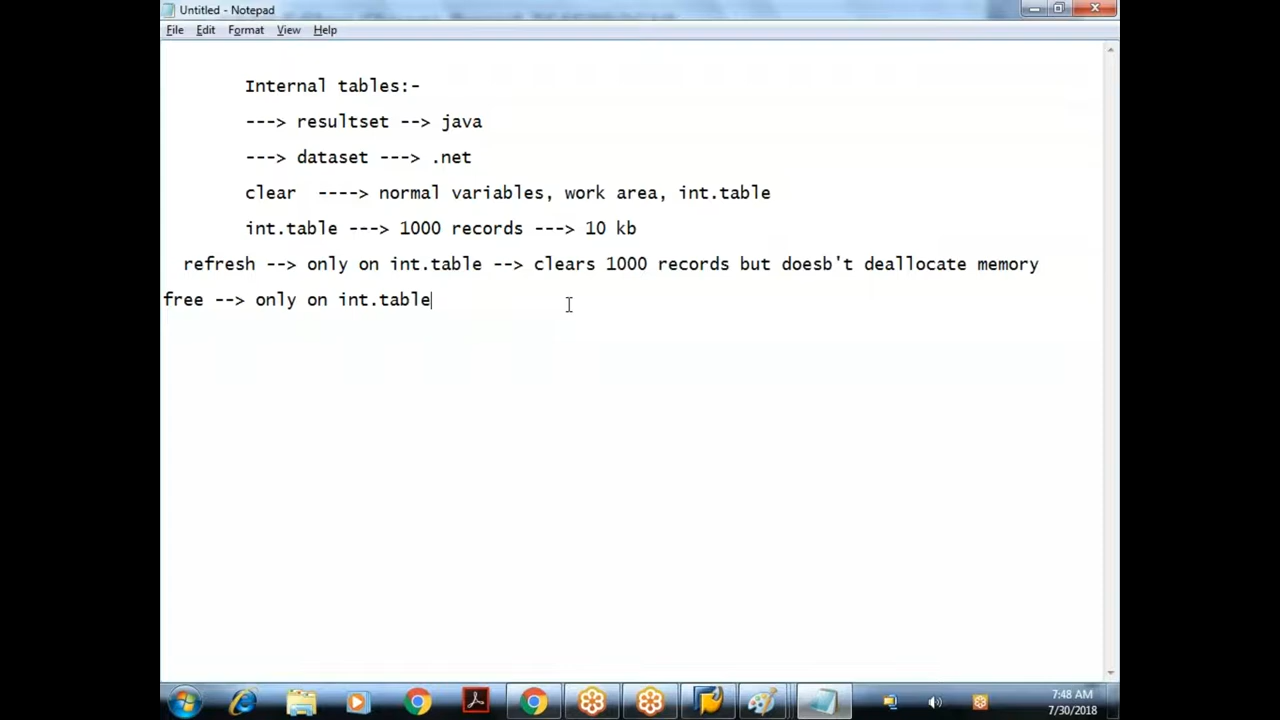 Untitled - Notepad
File Edit Format View Help
Internal tables:-
---> resultset --> java
---> dataset ---> .net
clear ----> normal variables, work area, int.table
int.table ---> 1000 records ---> 10 kb
refresh --> only on int.table --> clears 1000 records but doesb't deallocate memory
free --> only on int.table
7:48 AM
7/30/2018